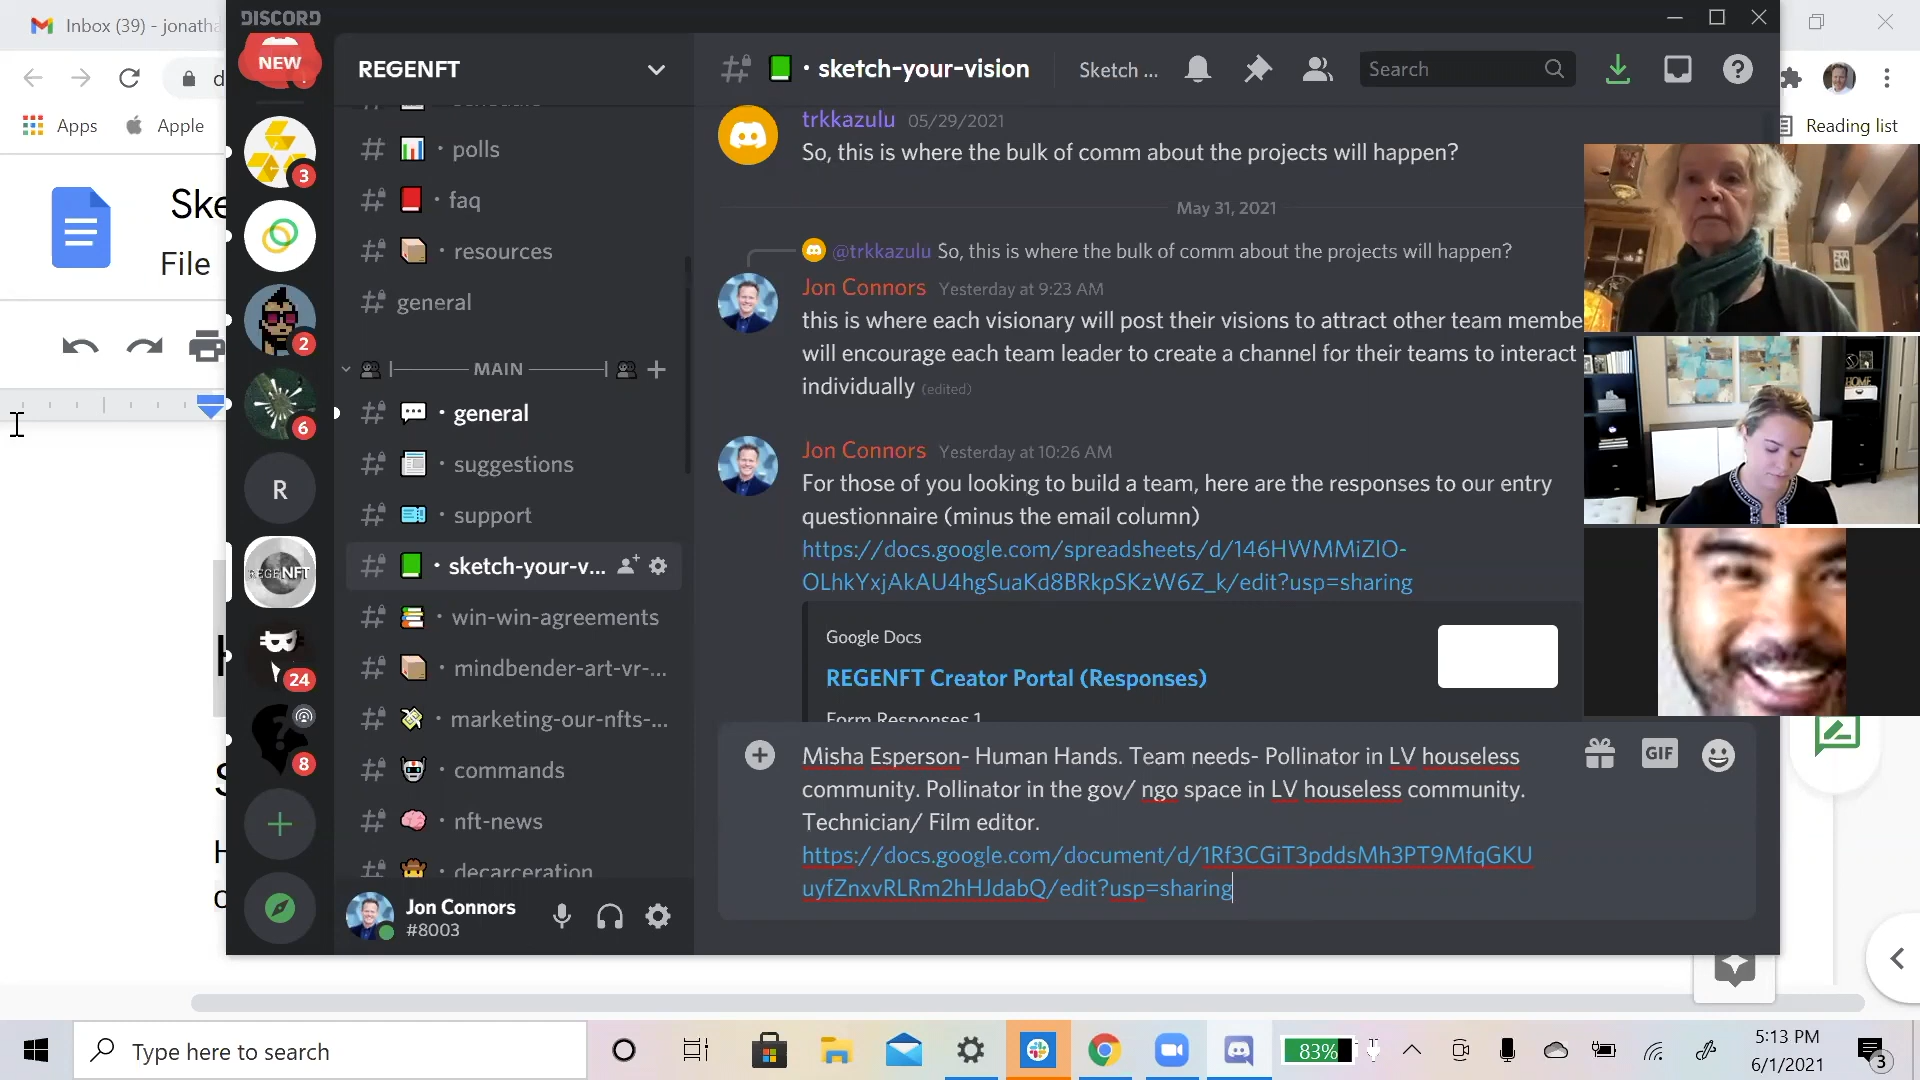 Inbox (39) - jonatha
Apps
Apple
Reading list
Ske
File
DISCORD
NEW
3
2
6
R
REGENFT
24
8
REGENFT
polls
faq
resources
general
MAIN
general
suggestions
support
sketch-your-v...
win-win-agreements
mindbender-art-vr-...
marketing-our-nfts-...
commands
nft-news
decarceration
Jon Connors
#8003
sketch-your-vision
Sketch ...
Search
trkkazulu 05/29/2021
So, this is where the bulk of comm about the projects will happen?
May 31, 2021
@trkkazulu So, this is where the bulk of comm about the projects will happen?
Jon Connors Yesterday at 9:23 AM
this is where each visionary will post their visions to attract other team membe
will encourage each team leader to create a channel for their teams to interact
individually (edited)
Jon Connors Yesterday at 10:26 AM
For those of you looking to build a team, here are the responses to our entry
questionnaire (minus the email column)
https://docs.google.com/spreadsheets/d/146HWMMiZlO-
OLhkYxjAkAU4hgSuaKd8BRkpSKzW6Z_k/edit?usp=sharing
Google Docs
REGENFT Creator Portal (Responses)
Form Responses 1
Misha Esperson- Human Hands. Team needs- Pollinator in LV houseless
community. Pollinator in the gov/ ngo space in LV houseless community.
Technician/ Film editor.
https://docs.google.com/document/d/1Rf3CGiT3pddsMh3PT9MfqGKU
uyfZnxvRLRm2hHJdabQ/edit?usp=sharing
GIF
HOME
Type here to search
83%
5:13 PM
6/1/2021
3